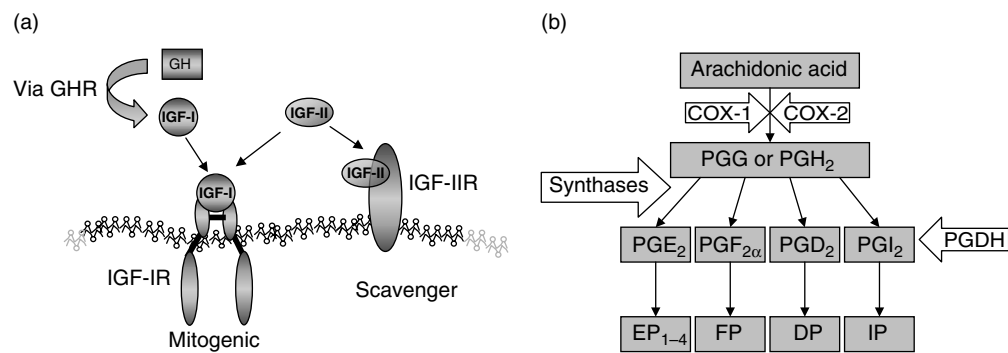 (a)
GH
Via GHR
IGF-I
IGF-II
IGF-II
IGF-IIR
IGF-I
IGF-IR
Scavenger
Mitogenic
(b)
Arachidonic acid
COX-1
COX-2
PGG or PGH₂
Synthases
PGE₂
PGF₂α
PGD₂
PGI₂
PGDH
EP₁–₄
FP
DP
IP